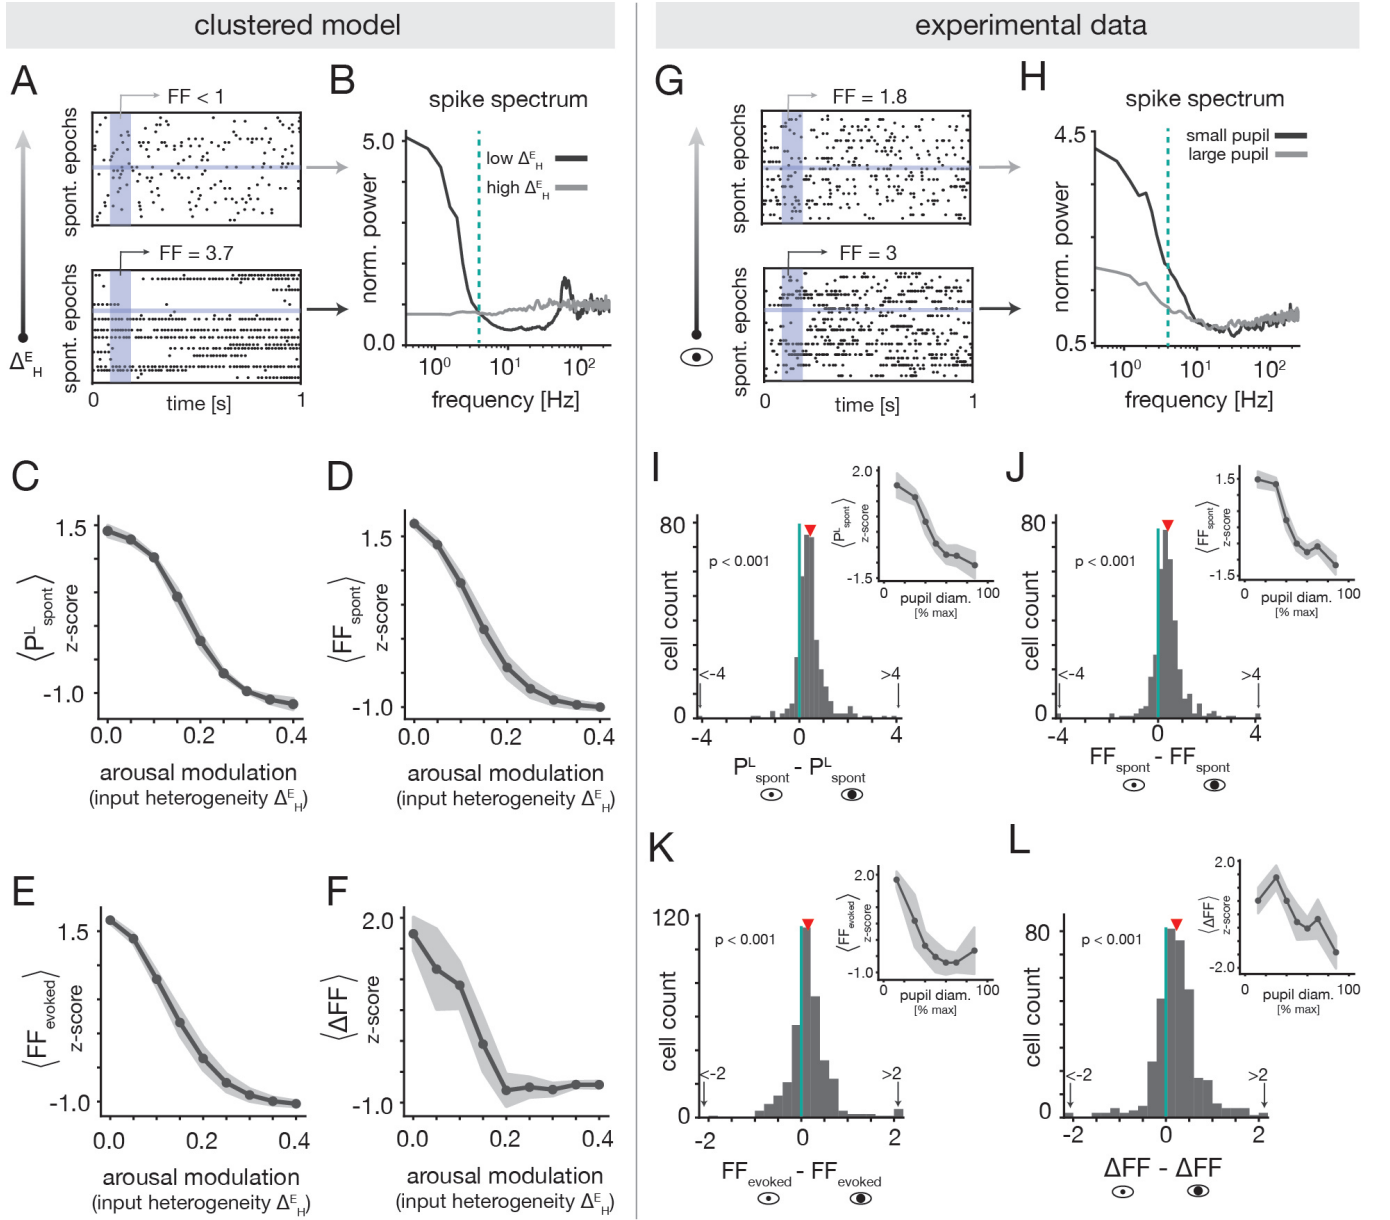 clustered model
experimental data
A
FF < 1
spont. epochs
FF = 3.7
spont. epochs
Δ^E_H
0
time [s]
1
B
spike spectrum
5.0
low Δ^E_H
high Δ^E_H
norm. power
0.0
10^0
10^1
10^2
frequency [Hz]
G
FF = 1.8
spont. epochs
FF = 3
spont. epochs
0
time [s]
1
H
spike spectrum
4.5
small pupil
large pupil
norm. power
0.5
10^0
10^1
10^2
frequency [Hz]
C
1.5
⟨P^L_spont⟩
z-score
-1.0
0.0
0.2
0.4
arousal modulation
(input heterogeneity Δ^E_H)
D
1.5
⟨FF_spont⟩
z-score
-1.0
0.0
0.2
0.4
arousal modulation
(input heterogeneity Δ^E_H)
I
80
cell count
0
p < 0.001
<-4
>4
-4
0
4
P^L_spont - P^L_spont
2.0
⟨P^L_spont⟩
z-score
-1.5
0
100
pupil diam.
[% max]
J
80
cell count
0
p < 0.001
<-4
>4
-4
0
4
FF_spont - FF_spont
1.5
⟨FF_spont⟩
z-score
-1.5
0
100
pupil diam.
[% max]
E
1.5
⟨FF_evoked⟩
z-score
-1.0
0.0
0.2
0.4
arousal modulation
(input heterogeneity Δ^E_H)
F
2.0
⟨ΔFF⟩
z-score
-1.0
0.0
0.2
0.4
arousal modulation
(input heterogeneity Δ^E_H)
K
120
cell count
0
p < 0.001
<-2
>2
-2
0
2
FF_evoked - FF_evoked
2.0
⟨FF_evoked⟩
z-score
-1.0
0
100
pupil diam.
[% max]
L
80
cell count
0
p < 0.001
<-2
>2
-2
0
2
ΔFF - ΔFF
2.0
⟨ΔFF⟩
z-score
-2.0
0
100
pupil diam.
[% max]